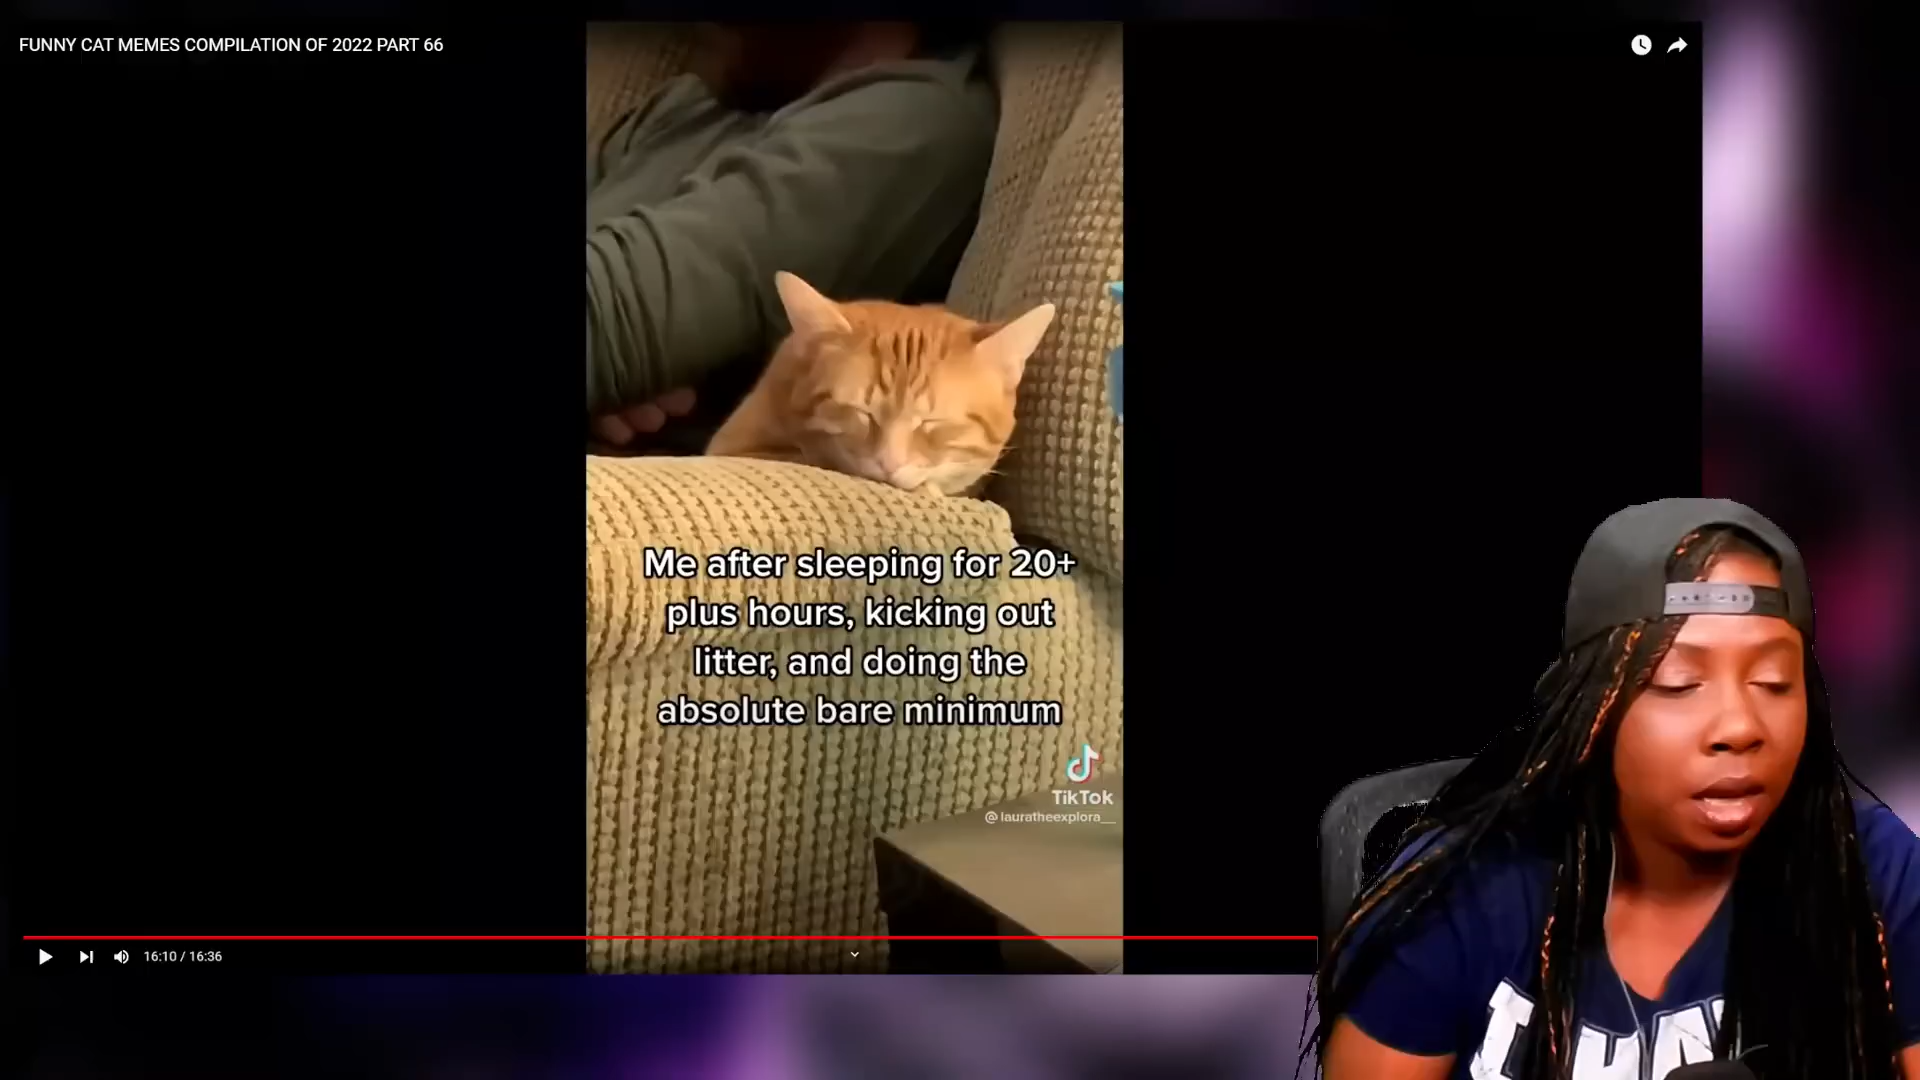 FUNNY CAT MEMES COMPILATION OF 2022 PART 66
Me after sleeping for 20+
plus hours, kicking out
litter, and doing the
absolute bare minimum
TikTok
@lauratheexplora__
16:10 / 16:36